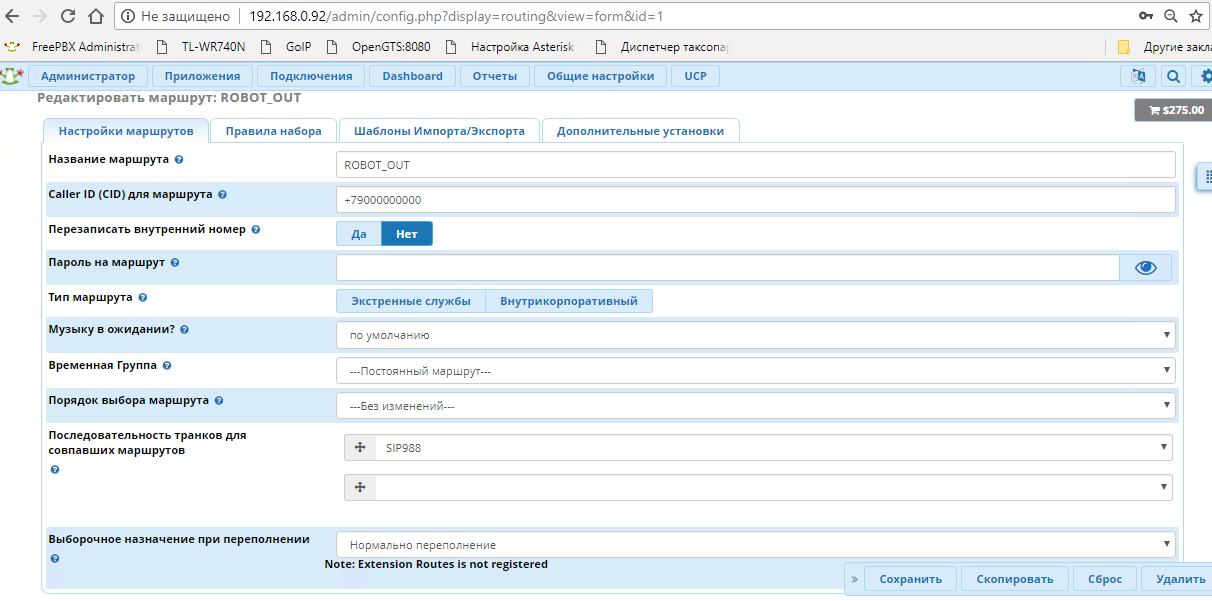 Не защищено 192.168.0.92/admin/config.php?display=routing&view=form&id=1
FreePBX Administrat TL-WR740N GoIP OpenGTS:8080 Настройка Asterisk Диспетчер таксопар Другие закла
Администратор Приложения Подключения Dashboard Отчеты Общие настройки UCP
Редактировать маршрут: ROBOT_OUT
$275.00
Настройки маршрутов Правила набора Шаблоны Импорта/Экспорта Дополнительные установки
Название маршрута ROBOT_OUT
Caller ID (CID) для маршрута +79000000000
Перезаписать внутренний номер Да Нет
Пароль на маршрут
Тип маршрута Экстренные службы Внутрикорпоративный
Музыку в ожидании? по умолчанию
Временная Группа ---Постоянный маршрут---
Порядок выбора маршрута ---Без изменений---
Последовательность транков для
совпавших маршрутов
SIP988
Выборочное назначение при переполнении Нормально переполнение
Note: Extension Routes is not registered
» Сохранить Скопировать Сброс Удалить